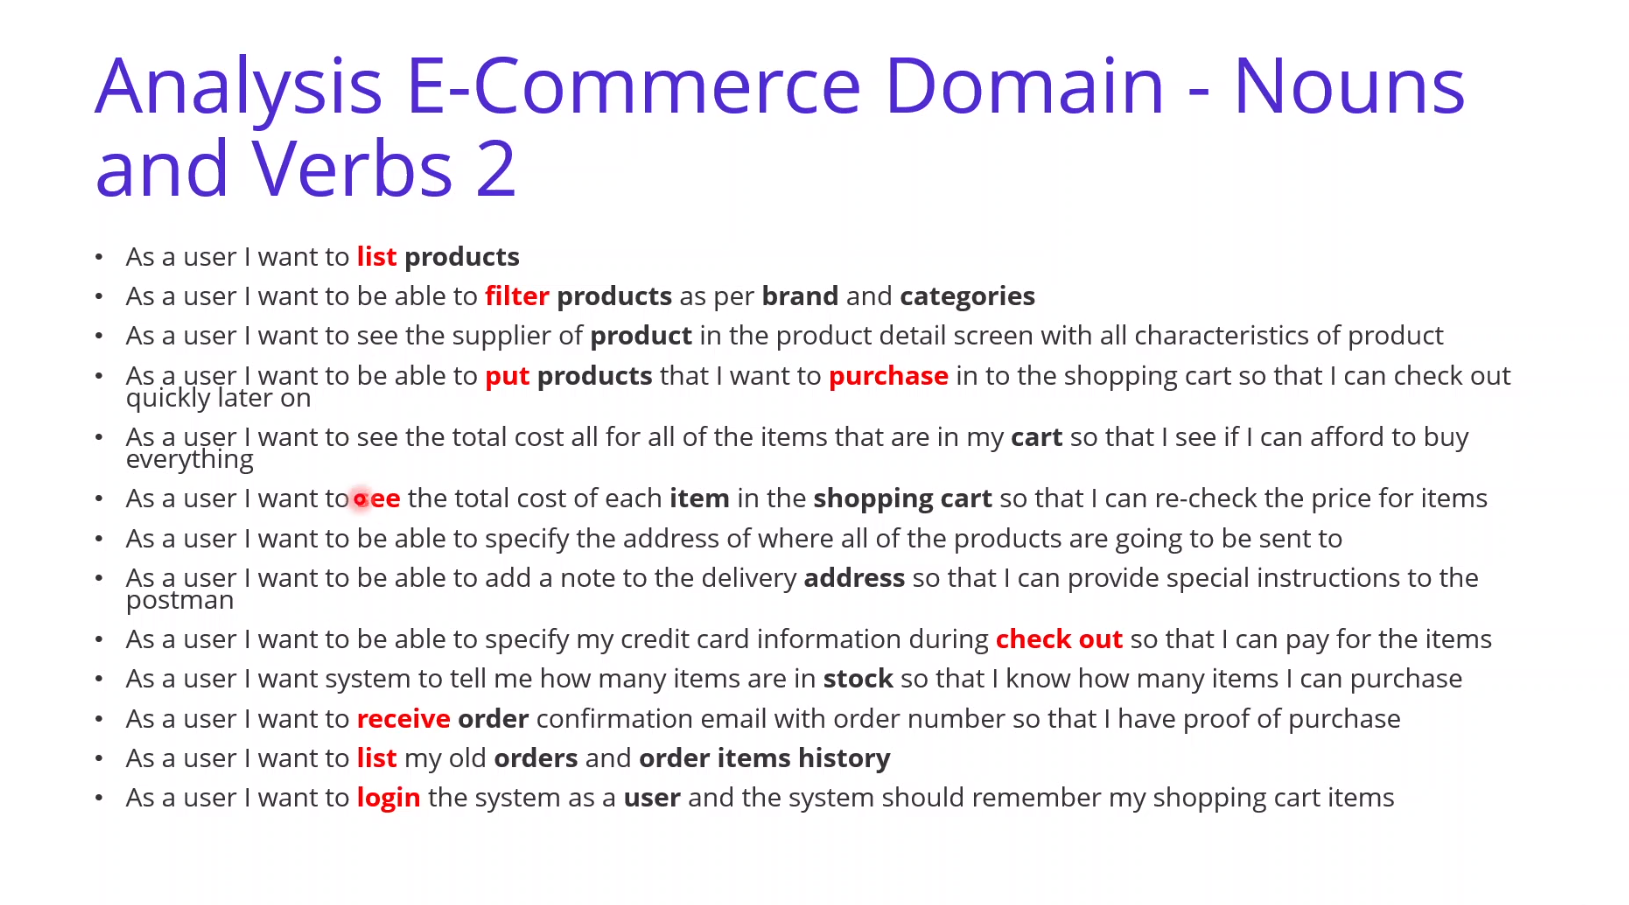 Analysis E-Commerce Domain - Nouns
and Verbs 2
• As a user I want to list products
• As a user I want to be able to filter products as per brand and categories
• As a user I want to see the supplier of product in the product detail screen with all characteristics of product
• As a user I want to be able to put products that I want to purchase in to the shopping cart so that I can check out
quickly later on
• As a user I want to see the total cost all for all of the items that are in my cart so that I see if I can afford to buy
everything
• As a user I want to see the total cost of each item in the shopping cart so that I can re-check the price for items
• As a user I want to be able to specify the address of where all of the products are going to be sent to
• As a user I want to be able to add a note to the delivery address so that I can provide special instructions to the
postman
• As a user I want to be able to specify my credit card information during check out so that I can pay for the items
• As a user I want system to tell me how many items are in stock so that I know how many items I can purchase
• As a user I want to receive order confirmation email with order number so that I have proof of purchase
• As a user I want to list my old orders and order items history
• As a user I want to login the system as a user and the system should remember my shopping cart items